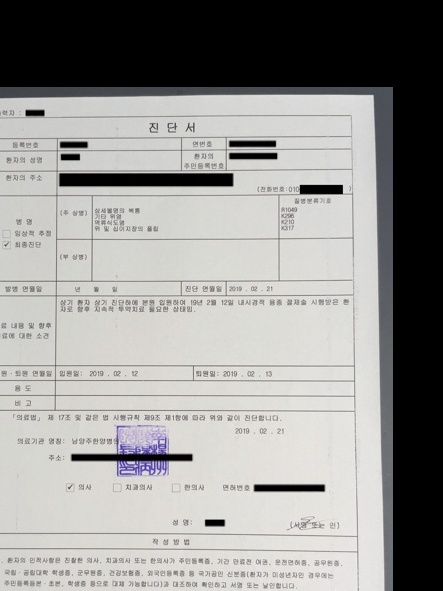 력자 :
진 단 서
등록번호
연번호
환자의 성명
환자의
주민등록번호
환자의 주소
(전화번호:010 )
병 명
임상적 추정
✓ 최종진단
(주 상병)
상세불명의 복통
기타 위염
역류식도염
위 및 십이지장의 폴립
질병분류기호
R1049
K296
K210
K317
(부 상병)
발병 연월일
년 월 일
진단 연월일
2019 . 02 . 21
료 내용 및 향후
료에 대한 소견
상기 환자 상기 진단하에 본원 입원하여 19년 2월 12일 내시경적 용종 절제술 시행받은 환
자로 향후 지속적 투약치료 필요한 상태임.
원·퇴원 연월일
입원일: 2019 . 02 . 12
퇴원일: 2019 . 02 . 13
용 도
비 고
「의료법」 제 17조 및 같은 법 시행규칙 제9조 제1항에 따라 위와 같이 진단합니다.
2019 . 02 . 21
의료기관 명칭: 남양주한양병원
주소:
✓ 의사 치과의사 한의사 면허번호
성 명: (서명 또는 인)
작 성 방 법
. 환자의 인적사항은 진찰한 의사, 치과의사 또는 한의사가 주민등록증, 기간 만료전 여권, 운전면허증, 공무원증,
국립·공립대학 학생증, 군무원증, 건강보험증, 외국인등록증 등 국가공인 신분증(환자가 미성년자인 경우에는
주민등록등본·초본, 학생증 등으로 대체 가능합니다)과 대조하여 확인하고 서명 또는 날인합니다.